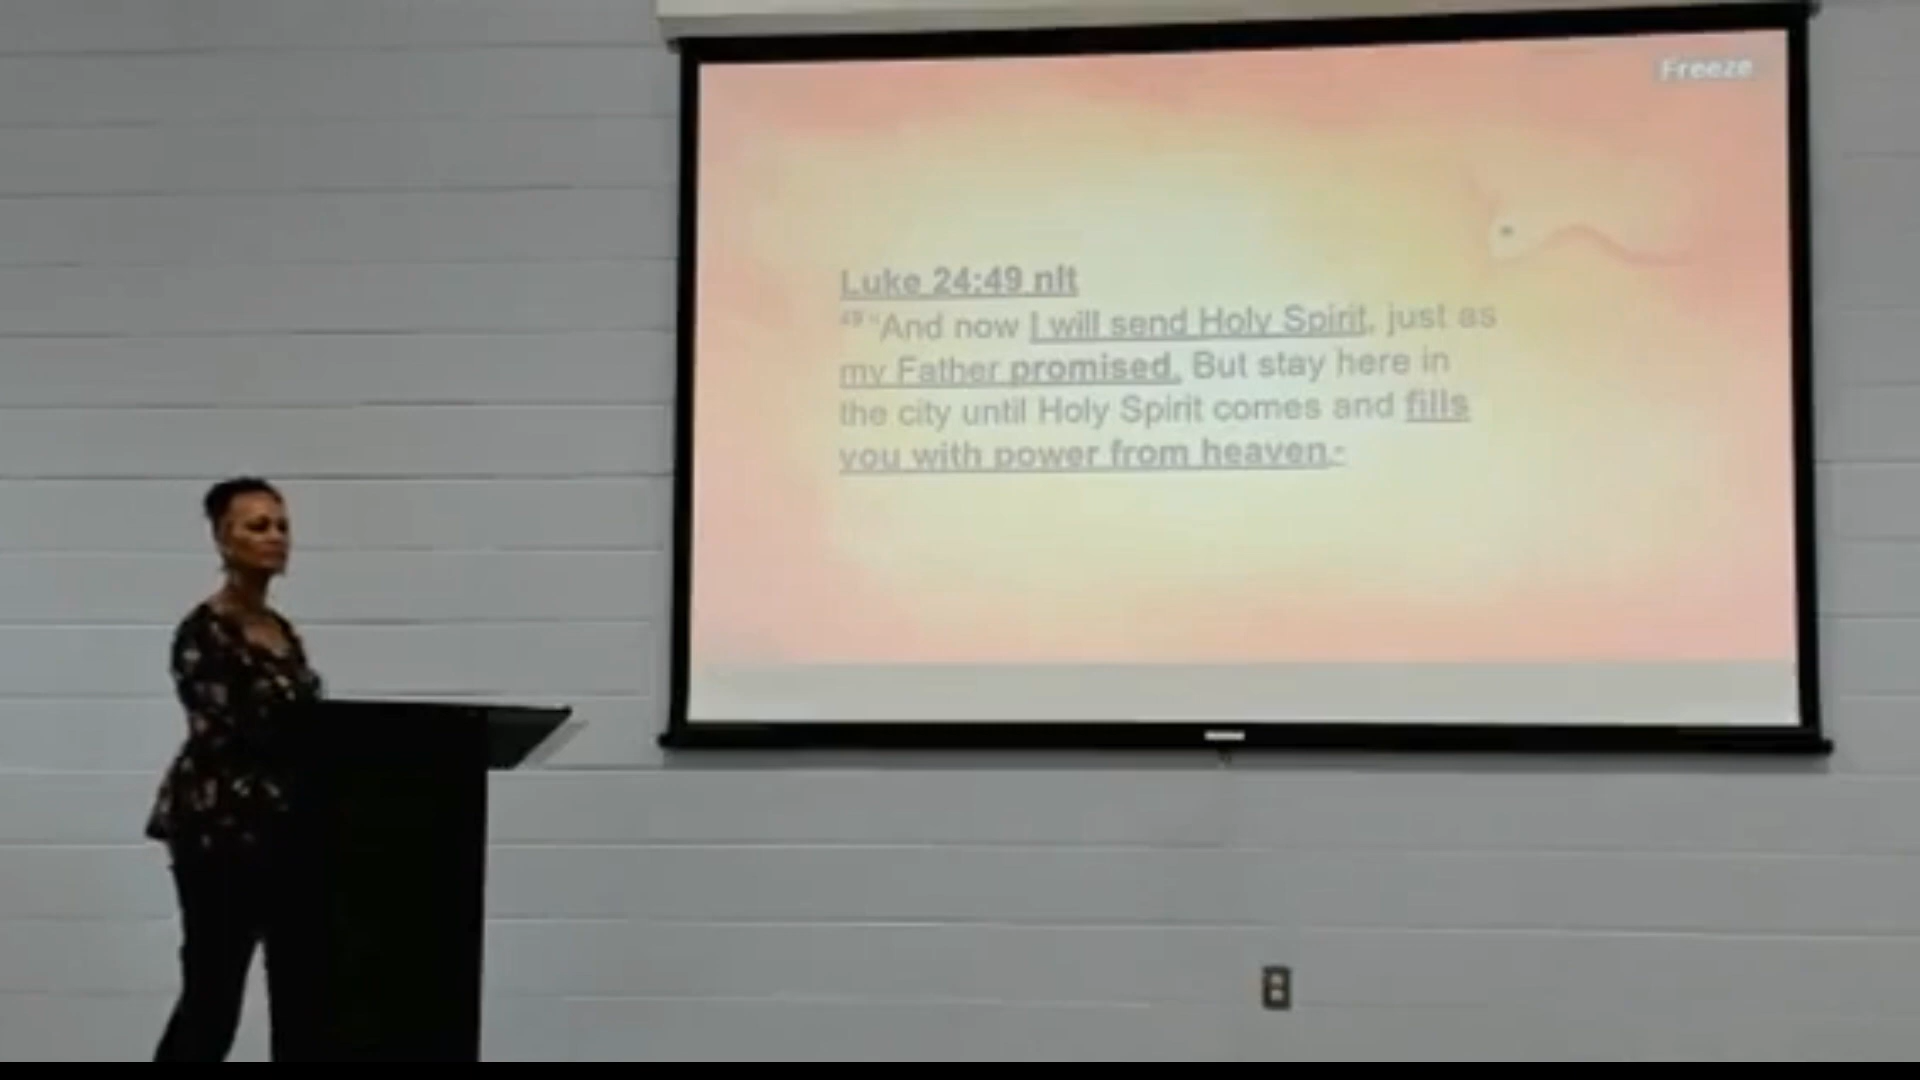 Freeze
Luke 24:49 nlt
49 "And now I will send Holy Spirit, just as
my Father promised. But stay here in
the city until Holy Spirit comes and fills
you with power from heaven."